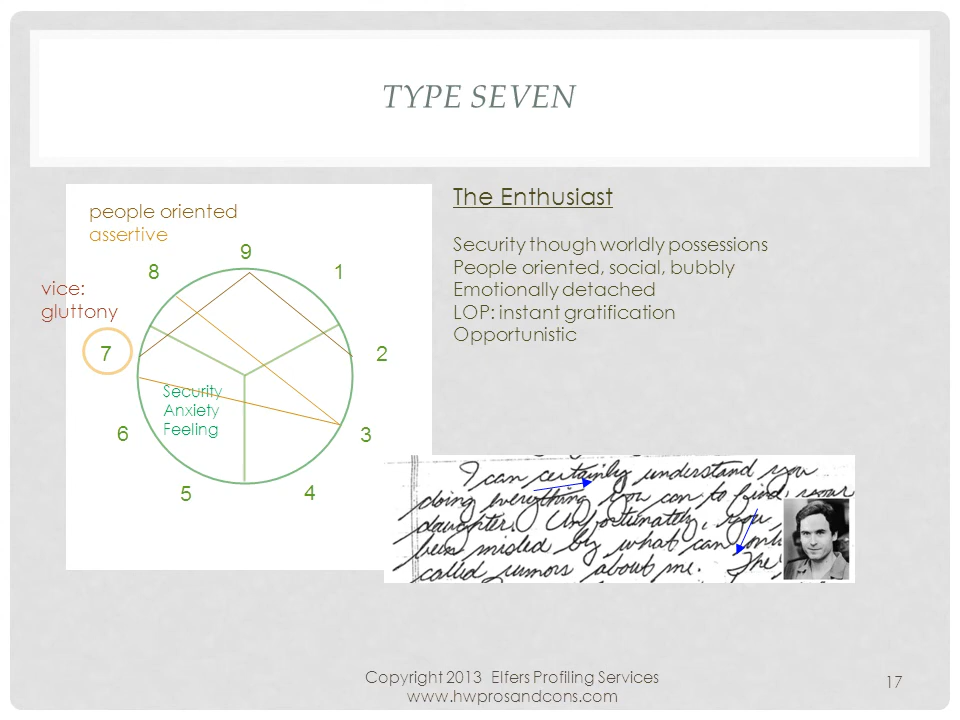 TYPE SEVEN
people oriented
assertive
vice:
gluttony
9
8
1
7
2
6
3
5
4
Security
Anxiety
Feeling
The Enthusiast
Security though worldly possessions
People oriented, social, bubbly
Emotionally detached
LOP: instant gratification
Opportunistic
I can certainly understand you
doing everything you can to find your
daughter. Unfortunately, you
been misled by what can only
called rumors about me. The
Copyright 2013 Elfers Profiling Services
www.hwprosandcons.com
17